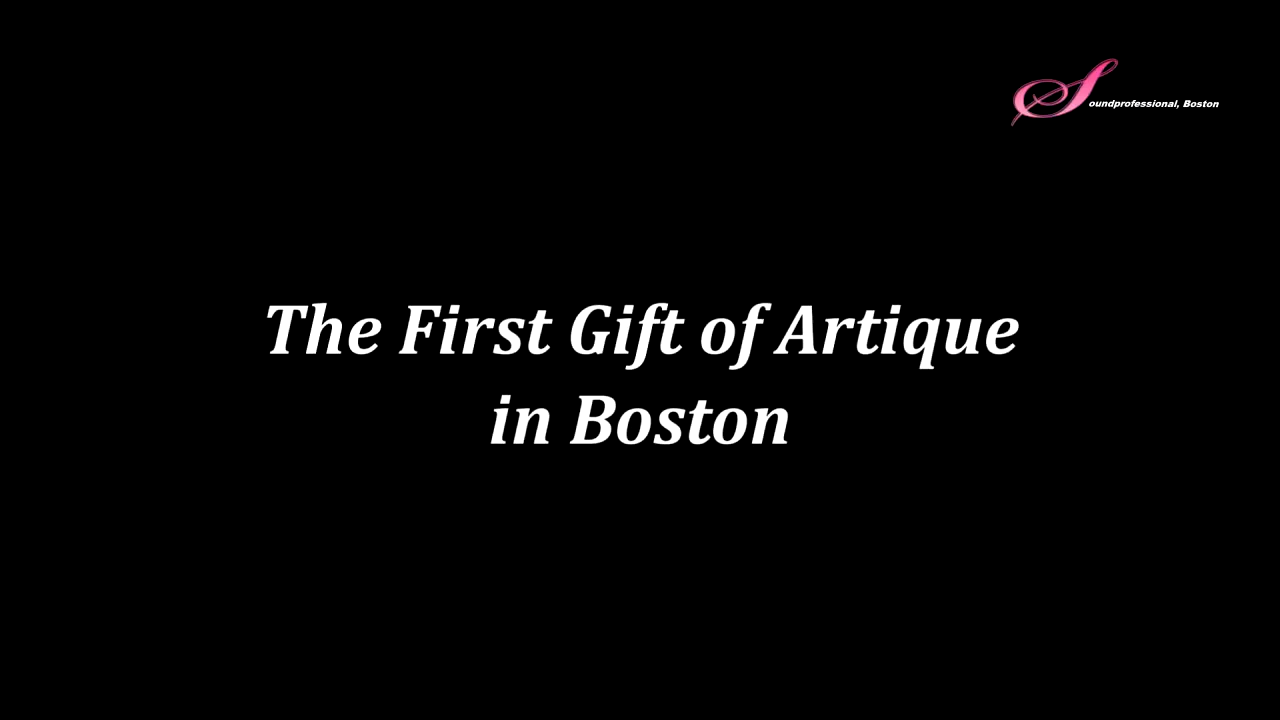 Soundprofessional, Boston
The First Gift of Artique
in Boston